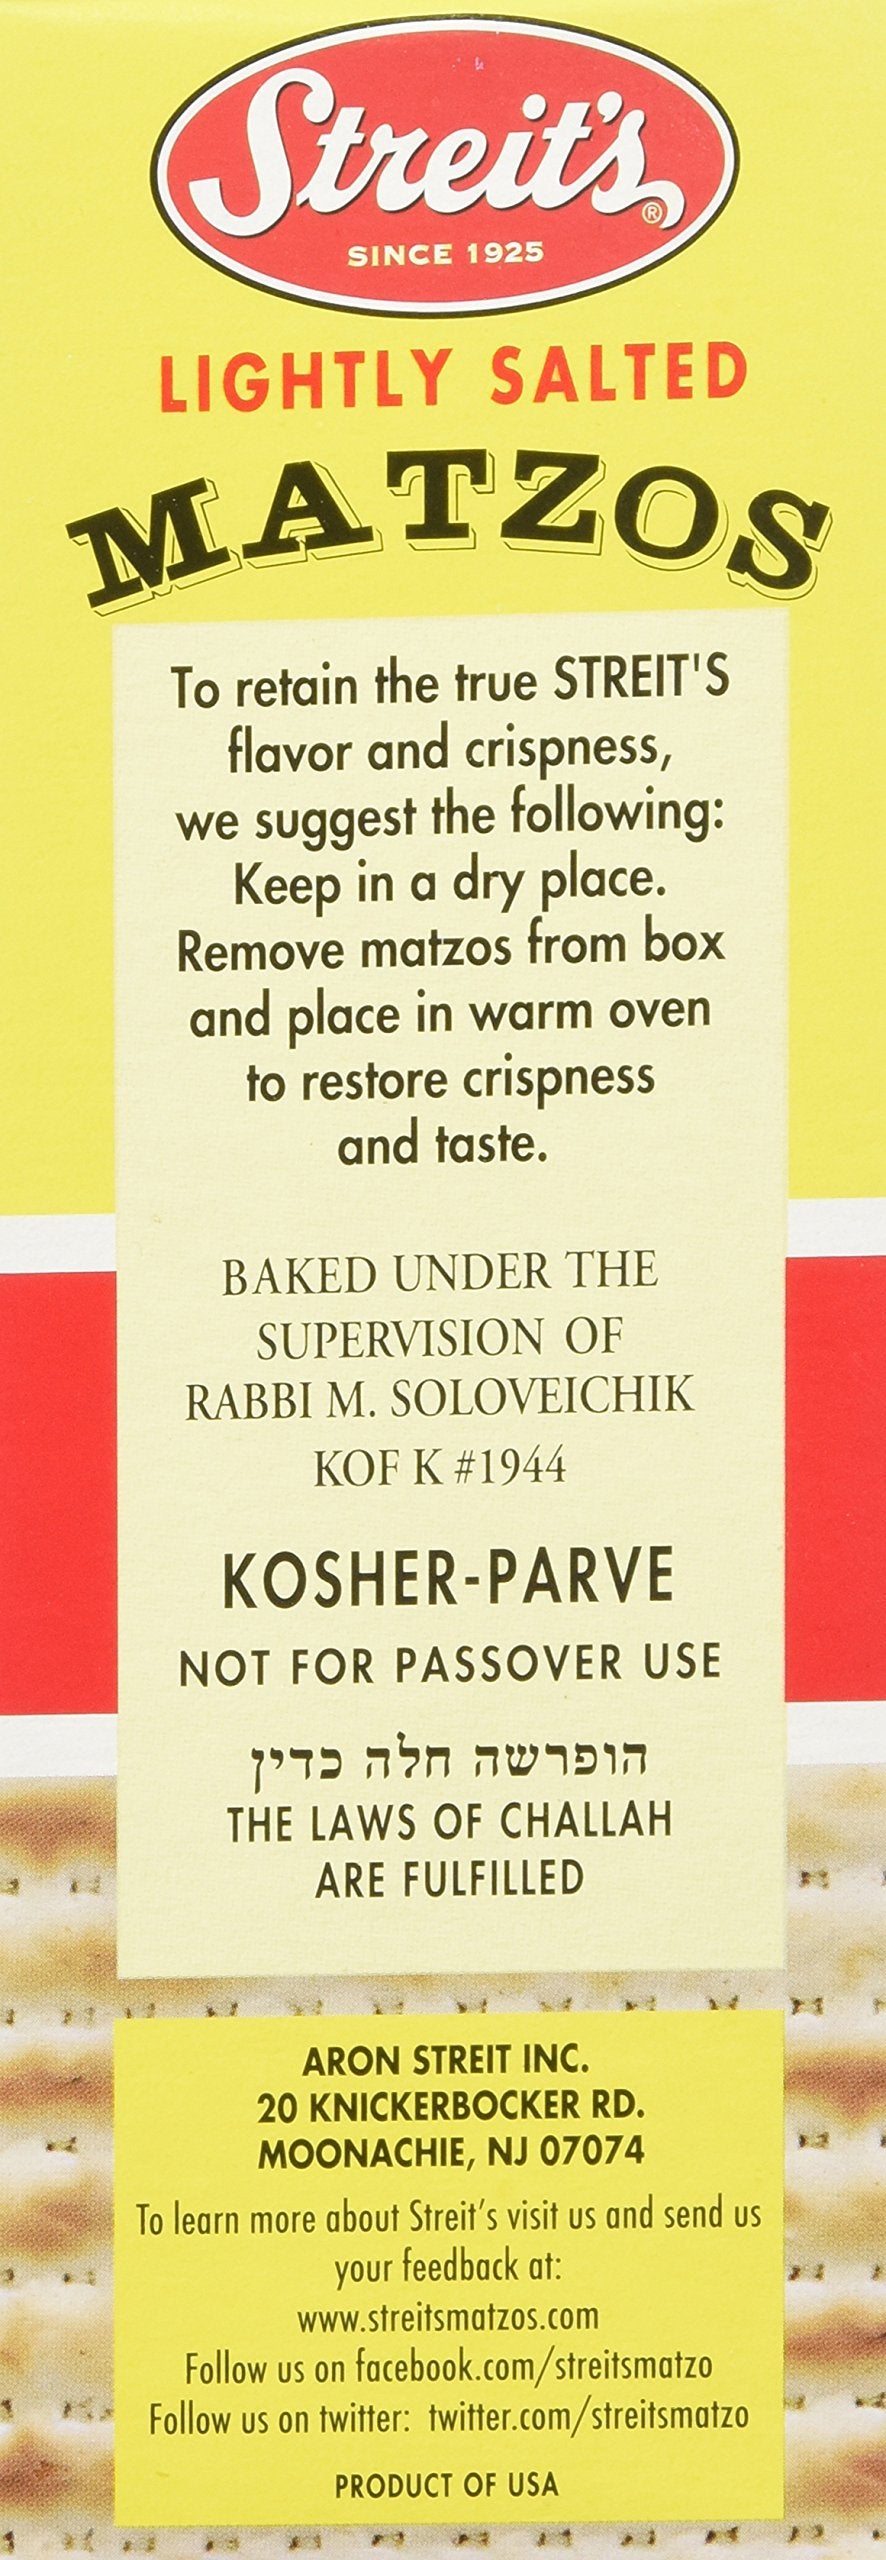 Streit's®
SINCE 1925
LIGHTLY SALTED
MATZOS
To retain the true STREIT'S
flavor and crispness,
we suggest the following:
Keep in a dry place.
Remove matzos from box
and place in warm oven
to restore crispness
and taste.
BAKED UNDER THE
SUPERVISION OF
RABBI M. SOLOVEICHIK
KOF K #1944
KOSHER-PARVE
NOT FOR PASSOVER USE
הופרשה חלה כדין
THE LAWS OF CHALLAH
ARE FULFILLED
ARON STREIT INC.
20 KNICKERBOCKER RD.
MOONACHIE, NJ 07074
To learn more about Streit's visit us and send us
your feedback at:
www.streitsmatzos.com
Follow us on facebook.com/streitsmatzo
Follow us on twitter: twitter.com/streitsmatzo
PRODUCT OF USA